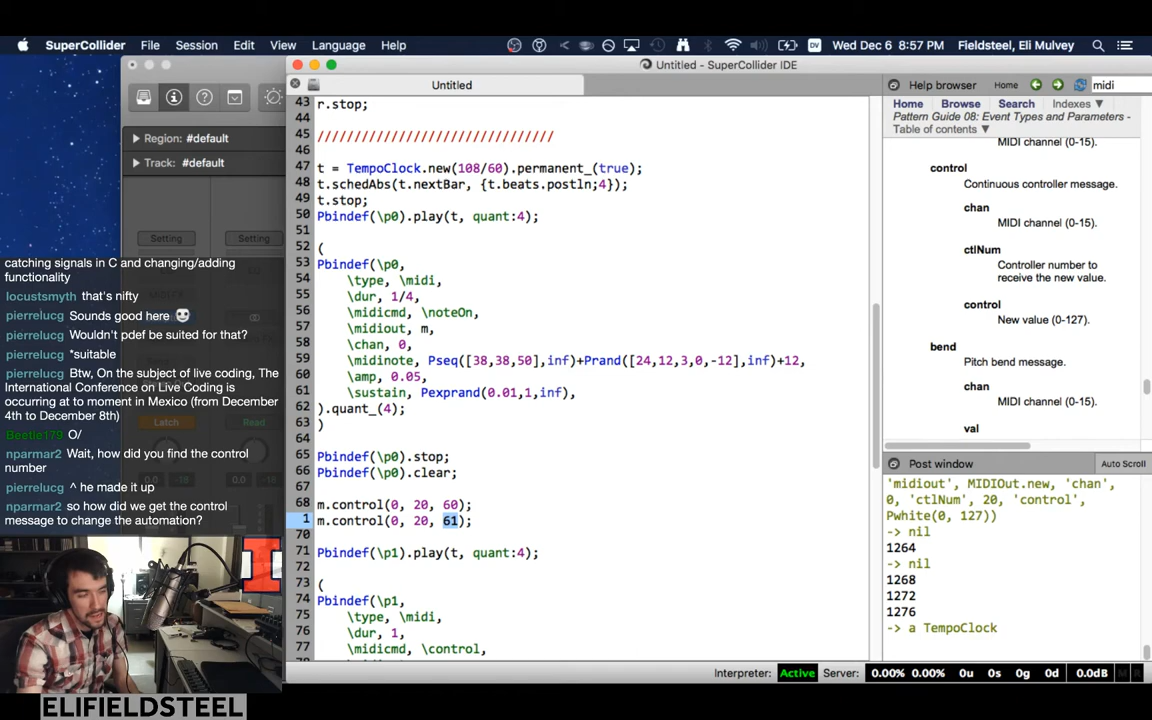 SuperCollider File Session Edit View Language Help
DV Wed Dec 6 8:57 PM Fieldsteel, Eli Mulvey
Untitled - SuperCollider IDE
Untitled
Help browser Home midi
Home Browse Search Indexes ▼
Pattern Guide 08: Event Types and Parameters -
Table of contents ▼
MIDI channel (0-15).
control
Continuous controller message.
chan
MIDI channel (0-15).
ctlNum
Controller number to
receive the new value.
control
New value (0-127).
bend
Pitch bend message.
chan
MIDI channel (0-15).
val
Region: #default
Track: #default
Setting Setting
Latch Read
0.0 -18 0.0 -18
catching signals in C and changing/adding
functionality
locustsmyth that's nifty
pierrelucg Sounds good here
pierrelucg Wouldn't pdef be suited for that?
pierrelucg *suitable
pierrelucg Btw, On the subject of live coding, The
International Conference on Live Coding is
occurring at to moment in Mexico (from December
4th to December 8th)
Beetle179 O/
nparmar2 Wait, how did you find the control
number
pierrelucg ^ he made it up
nparmar2 so how did we get the control
message to change the automation?
43 r.stop;
44
45 ////////////////////////////////
46
47 t = TempoClock.new(108/60).permanent_(true);
48 t.schedAbs(t.nextBar, {t.beats.postln;4});
49 t.stop;
50 Pbindef(\p0).play(t, quant:4);
51
52 (
53 Pbindef(\p0,
54 \type, \midi,
55 \dur, 1/4,
56 \midicmd, \noteOn,
57 \midiout, m,
58 \chan, 0,
59 \midinote, Pseq([38,38,50],inf)+Prand([24,12,3,0,-12],inf)+12,
60 \amp, 0.05,
61 \sustain, Pexprand(0.01,1,inf),
62 ).quant_(4);
63 )
64
65 Pbindef(\p0).stop;
66 Pbindef(\p0).clear;
67
68 m.control(0, 20, 60);
1 m.control(0, 20, 61);
70
71 Pbindef(\p1).play(t, quant:4);
72
73 (
74 Pbindef(\p1,
75 \type, \midi,
76 \dur, 1,
77 \midicmd, \control,
Post window Auto Scroll
'midiout', MIDIOut.new, 'chan',
0, 'ctlNum', 20, 'control',
Pwhite(0, 127))
-> nil
1264
-> nil
1268
1272
1276
-> a TempoClock
Interpreter: Active Server: 0.00% 0.00% 0u 0s 0g 0d 0.0dB M R
ELIFIELDSTEEL